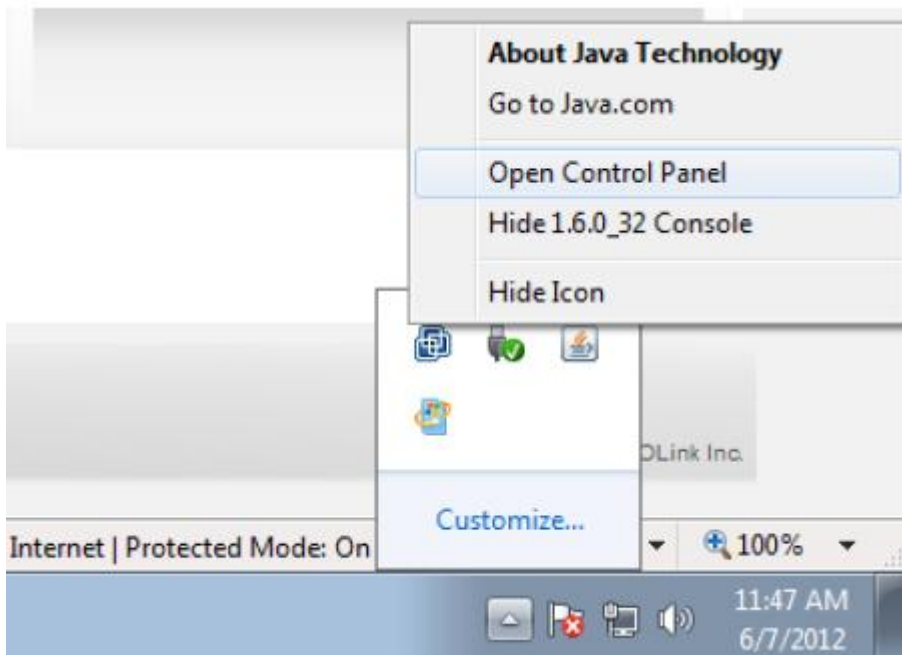 About Java Technology
Go to Java.com
Open Control Panel
Hide 1.6.0_32 Console
Hide Icon
OLink Inc.
Customize...
Internet | Protected Mode: On
100%
11:47 AM
6/7/2012